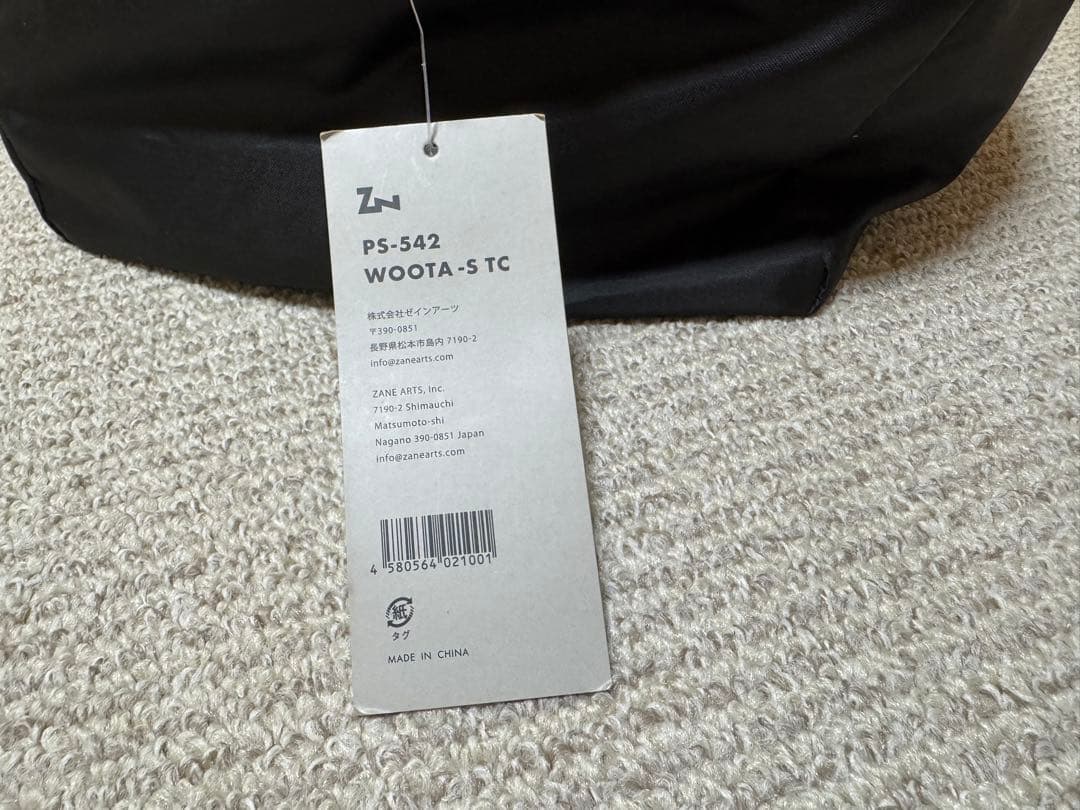 ZN
PS-542
WOOTA-S TC
株式会社ゼインアーツ
〒390-0851
長野県松本市島内 7190-2
info@zanearts.com
ZANE ARTS, Inc.
7190-2 Shimauchi
Matsumoto-shi
Nagano 390-0851 Japan
info@zanearts.com
4 580564 021001
紙
タグ
MADE IN CHINA